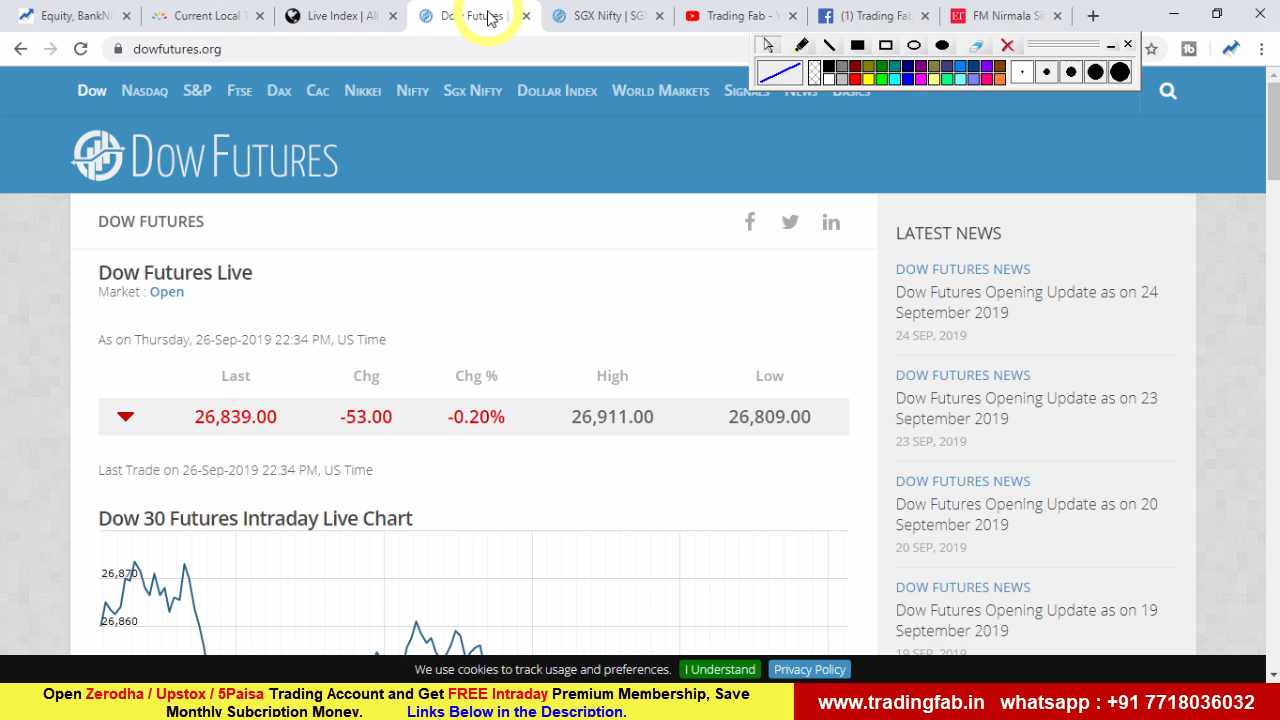 Equity, BankN
Current Local T
Live Index | All
Dow Futures |
SGX Nifty | SG
Trading Fab - Y
(1) Trading Fab
FM Nirmala Si
dowfutures.org
DOW NASDAQ S&P FTSE DAX CAC NIKKEI NIFTY SGX NIFTY DOLLAR INDEX WORLD MARKETS SIGNALS NEWS BASICS
DOW FUTURES
DOW FUTURES
Dow Futures Live
Market : Open
As on Thursday, 26-Sep-2019 22:34 PM, US Time
Last Chg Chg % High Low
26,839.00 -53.00 -0.20% 26,911.00 26,809.00
Last Trade on 26-Sep-2019 22:34 PM, US Time
Dow 30 Futures Intraday Live Chart
26,870
26,860
LATEST NEWS
DOW FUTURES NEWS
Dow Futures Opening Update as on 24
September 2019
24 SEP, 2019
DOW FUTURES NEWS
Dow Futures Opening Update as on 23
September 2019
23 SEP, 2019
DOW FUTURES NEWS
Dow Futures Opening Update as on 20
September 2019
20 SEP, 2019
DOW FUTURES NEWS
Dow Futures Opening Update as on 19
September 2019
19 SEP, 2019
We use cookies to track usage and preferences. I Understand Privacy Policy
Open Zerodha / Upstox / 5Paisa Trading Account and Get FREE Intraday Premium Membership, Save
Monthly Subcription Money. Links Below in the Description.
www.tradingfab.in whatsapp : +91 7718036032